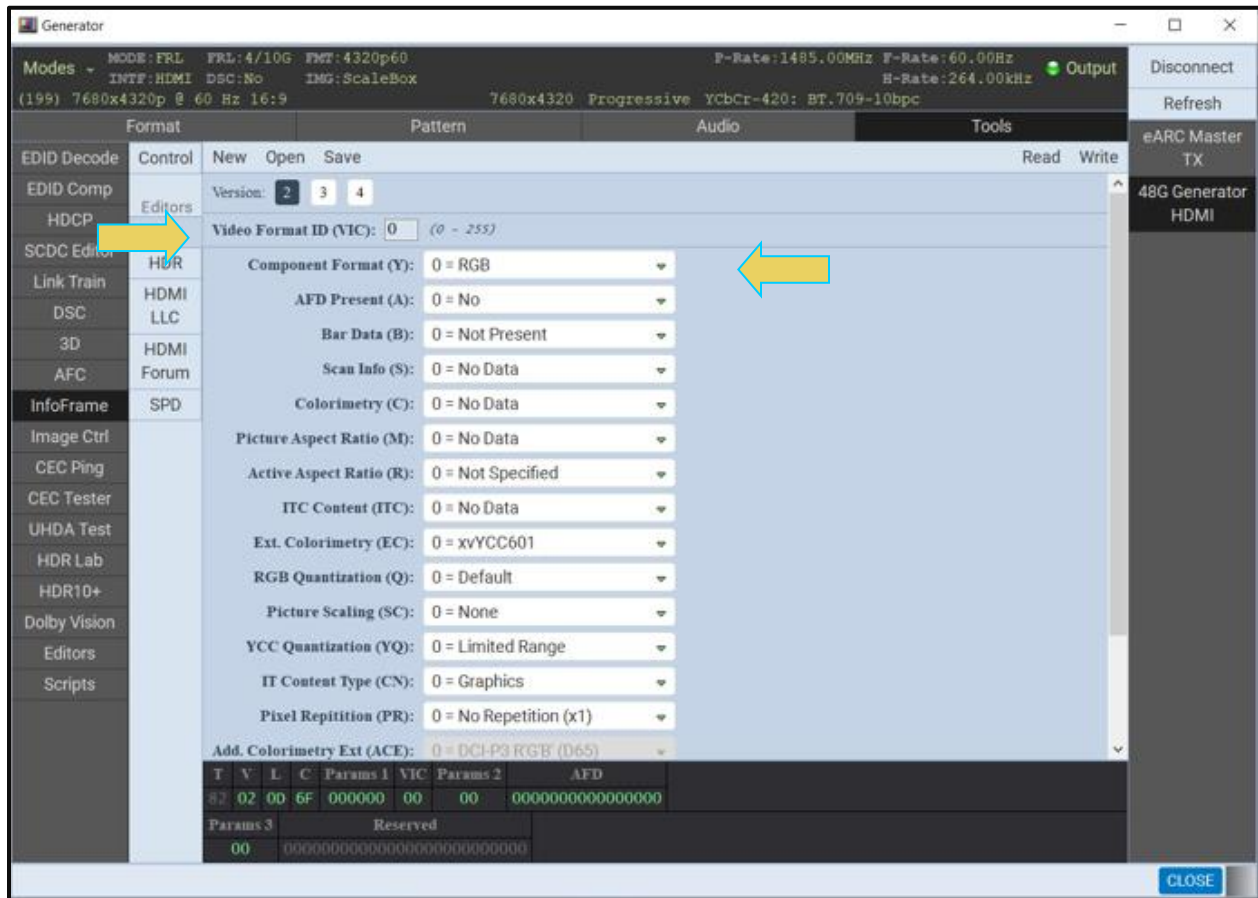 Generator
Modes MODE:FRL FRL:4/10G FMT:4320p60 P-Rate:1485.00MHz F-Rate:60.00Hz Output
INTF:HDMI DSC:No IMG:ScaleBox H-Rate:264.00kHz
(199) 7680x4320p @ 60 Hz 16:9 7680x4320 Progressive YCbCr-420: BT.709-10bpc
Disconnect
Refresh
eARC Master
TX
48G Generator
HDMI
Format Pattern Audio Tools
EDID Decode
EDID Comp
HDCP
SCDC Editor
Link Train
DSC
3D
AFC
InfoFrame
Image Ctrl
CEC Ping
CEC Tester
UHDA Test
HDR Lab
HDR10+
Dolby Vision
Editors
Scripts
Control
Editors
HDR
HDMI
LLC
HDMI
Forum
SPD
New Open Save Read Write
Version: 2 3 4
Video Format ID (VIC): 0 (0 - 255)
Component Format (Y): 0 = RGB
AFD Present (A): 0 = No
Bar Data (B): 0 = Not Present
Scan Info (S): 0 = No Data
Colorimetry (C): 0 = No Data
Picture Aspect Ratio (M): 0 = No Data
Active Aspect Ratio (R): 0 = Not Specified
ITC Content (ITC): 0 = No Data
Ext. Colorimetry (EC): 0 = xvYCC601
RGB Quantization (Q): 0 = Default
Picture Scaling (SC): 0 = None
YCC Quantization (YQ): 0 = Limited Range
IT Content Type (CN): 0 = Graphics
Pixel Repitition (PR): 0 = No Repetition (x1)
Add. Colorimetry Ext (ACE): 0 = DCI-P3 R'G'B' (D65)
T V L C Params 1 VIC Params 2 AFD
82 02 0D 6F 000000 00 00 0000000000000000
Params 3 Reserved
00
CLOSE